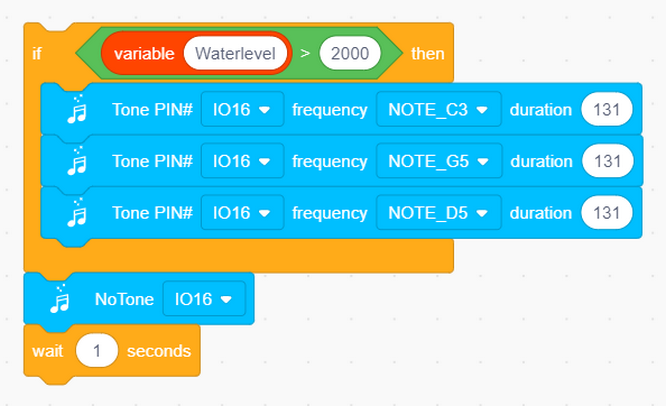 if variable Waterlevel > 2000 then
Tone PIN# IO16 frequency NOTE_C3 duration 131
Tone PIN# IO16 frequency NOTE_G5 duration 131
Tone PIN# IO16 frequency NOTE_D5 duration 131
NoTone IO16
wait 1 seconds